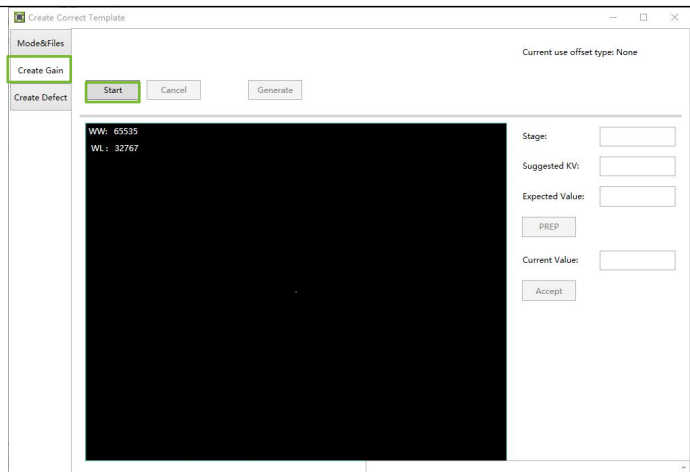 Create Correct Template
Mode&Files
Create Gain
Create Defect
Current use offset type: None
Start
Cancel
Generate
WW: 65535
WL: 32767
Stage:
Suggested KV:
Expected Value:
PREP
Current Value:
Accept